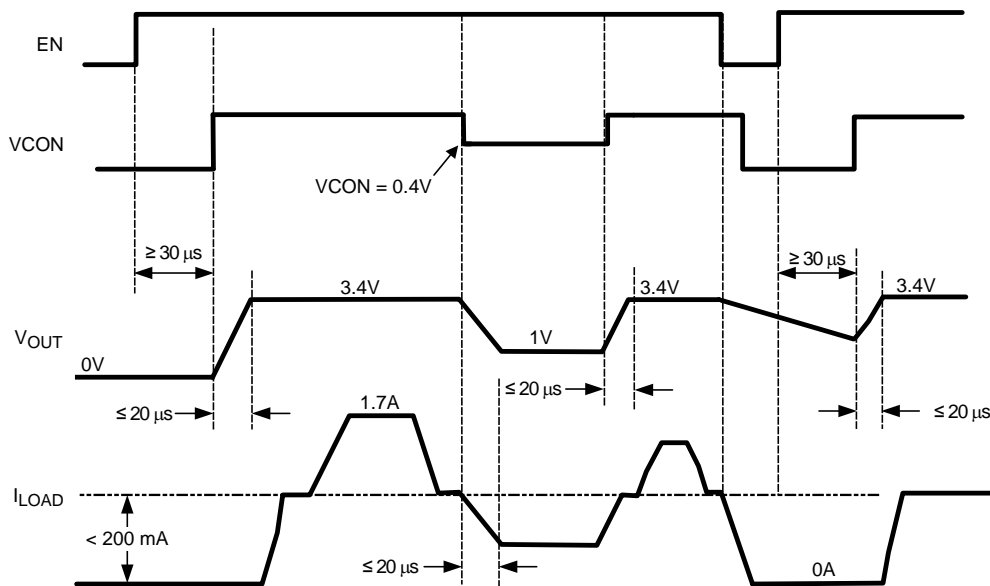 EN
VCON
VCON = 0.4V
≥ 30 µs
≥ 30 µs
3.4V
3.4V
3.4V
VOUT
1V
0V
≤ 20 µs
≤ 20 µs
≤ 20 µs
1.7A
ILOAD
< 200 mA
≤ 20 µs
0A